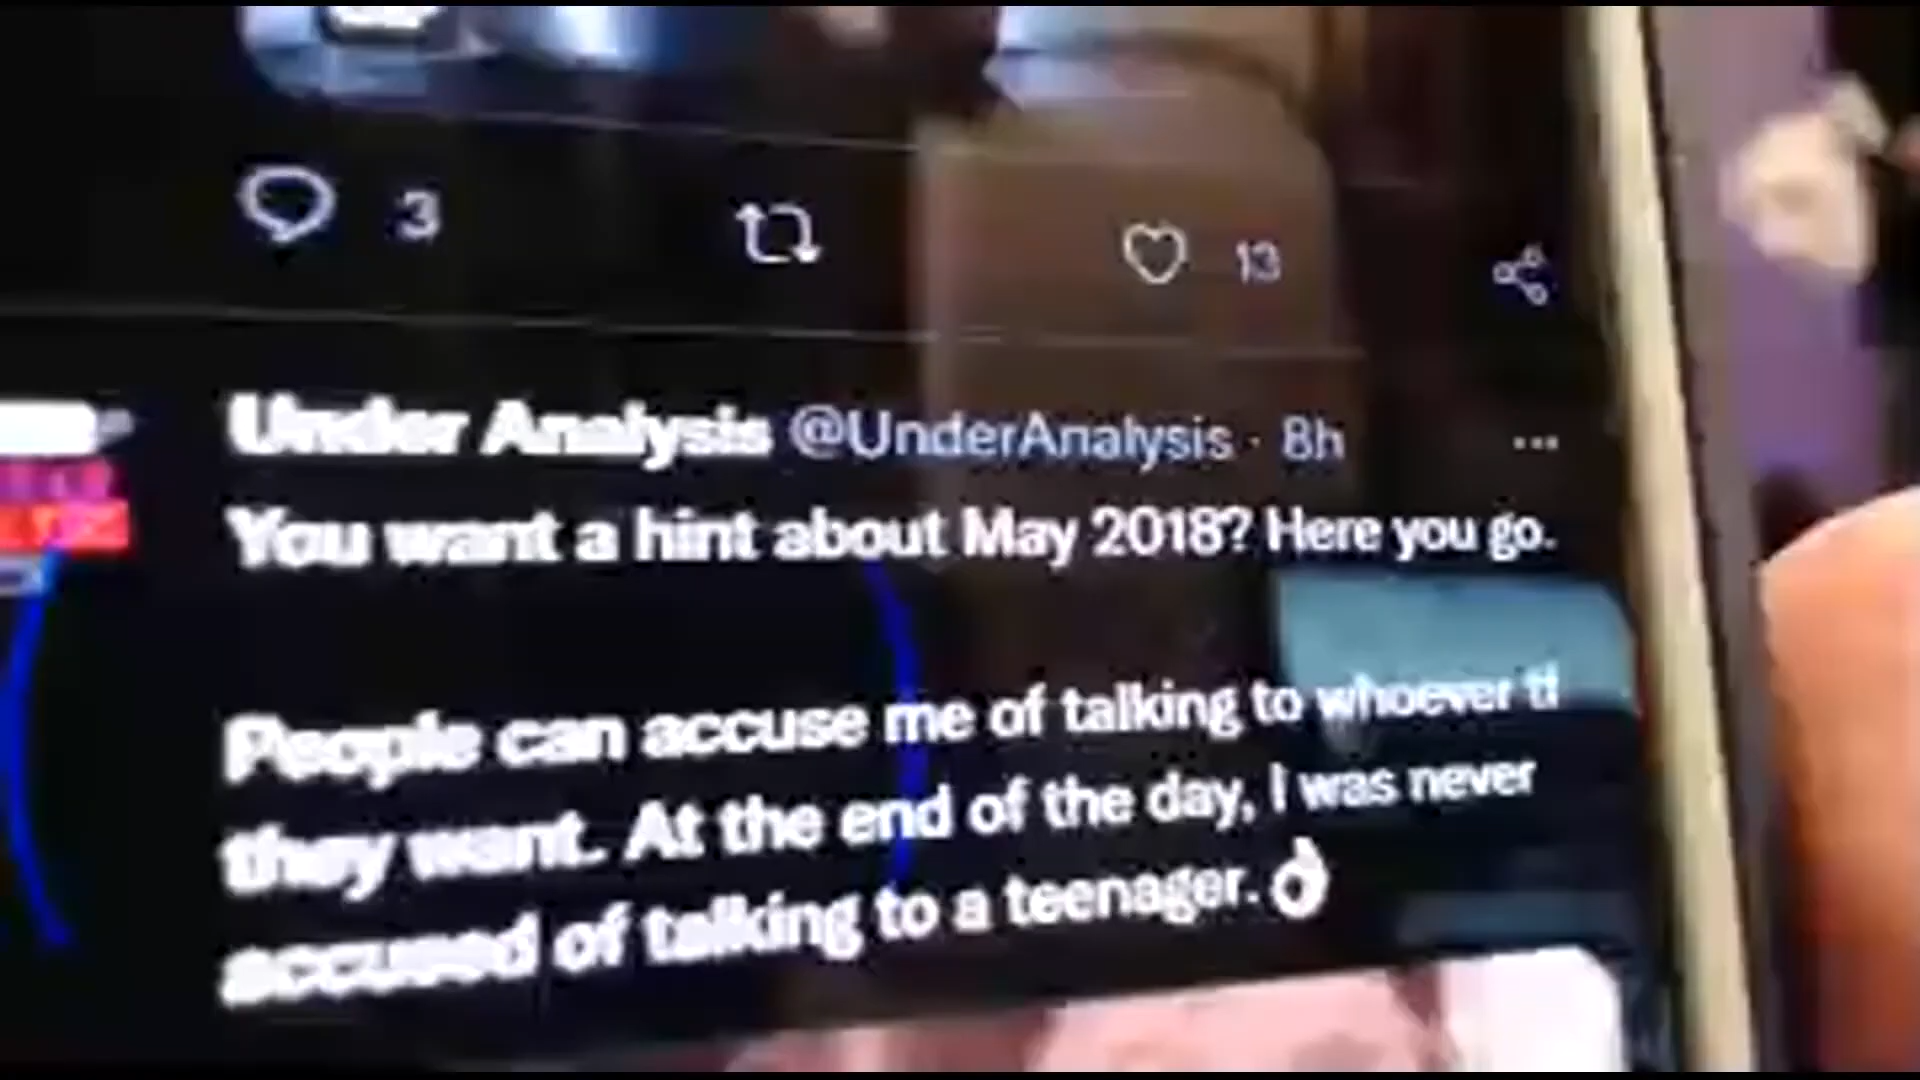 3 13
Under Analysis @UnderAnalysis · 8h ...
You want a hint about May 2018? Here you go.
People can accuse me of talking to whoever
they want. At the end of the day, I was never
accused of talking to a teenager. 👌